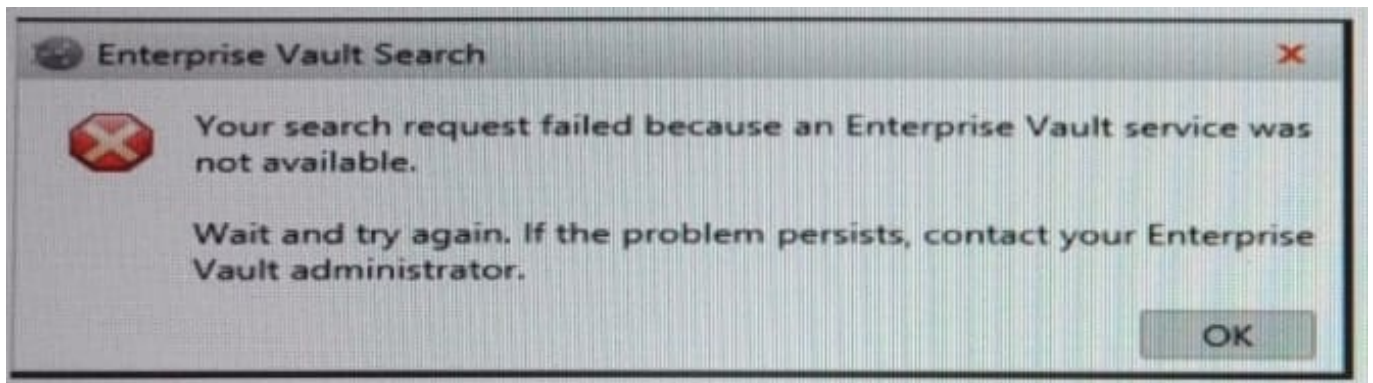 Enterprise Vault Search
Your search request failed because an Enterprise Vault service was
not available.
Wait and try again. If the problem persists, contact your Enterprise
Vault administrator.
OK